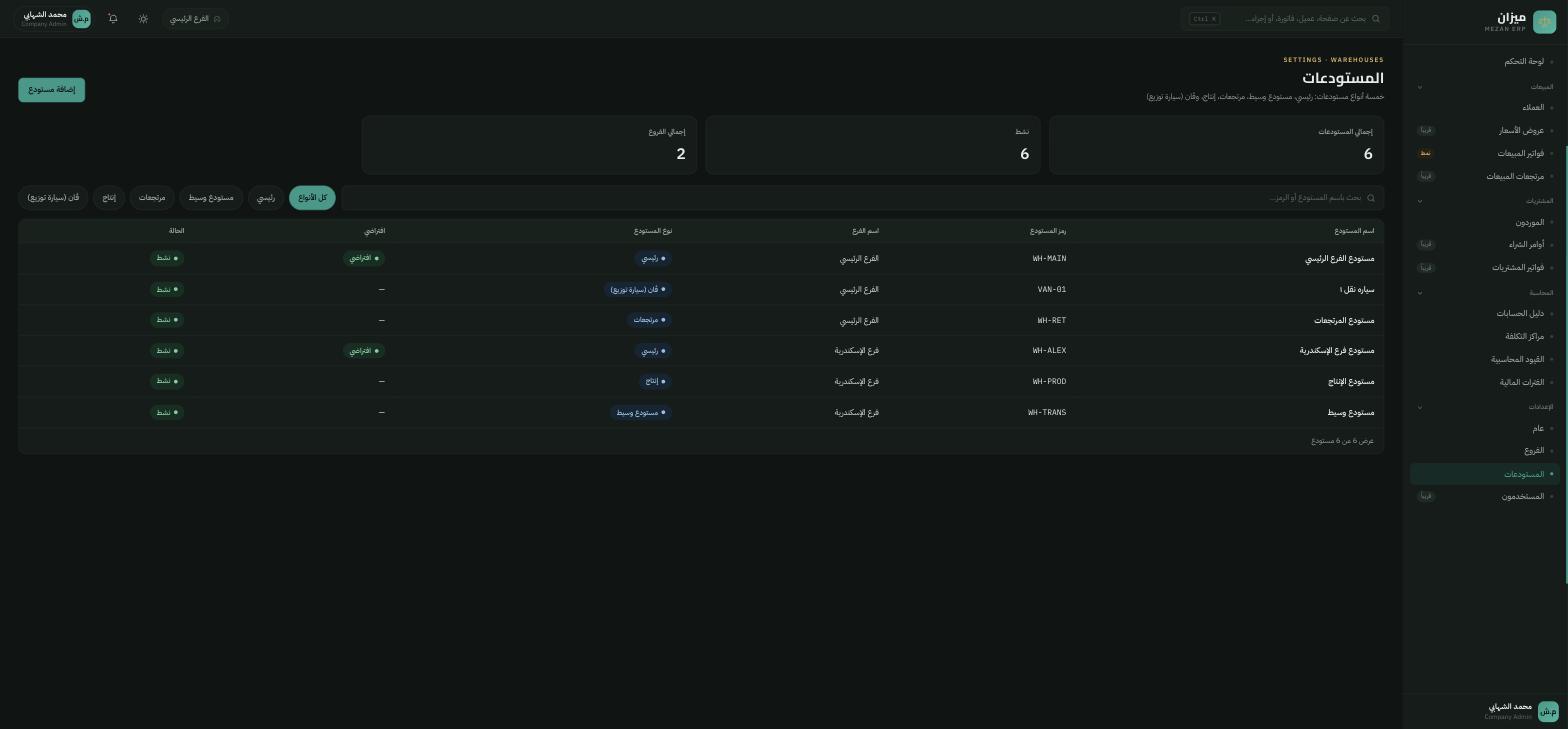 ميزان
MEZAN ERP
لوحة التحكم
المبيعات
العملاء
عروض الأسعار قريباً
فواتير المبيعات نشط
مرتجعات المبيعات قريباً
المشتريات
الموردون
أوامر الشراء قريباً
فواتير المشتريات قريباً
المحاسبة
دليل الحسابات
مراكز التكلفة
القيود المحاسبية
الفترات المالية
الإعدادات
عام
الفروع
المستودعات
المستخدمون قريباً
م.ش محمد الشهابي
Company Admin
بحث عن صفحة، عميل، فاتورة، أو إجراء... Ctrl K
الفرع الرئيسي
م.ش محمد الشهابي
Company Admin
SETTINGS · WAREHOUSES
المستودعات
خمسة أنواع مستودعات: رئيسي، مستودع وسيط، مرتجعات، إنتاج، وڤان (سيارة توزيع)
إضافة مستودع
إجمالي المستودعات
6
نشط
6
إجمالي الفروع
2
بحث باسم المستودع أو الرمز...
كل الأنواع رئيسي مستودع وسيط مرتجعات إنتاج ڤان (سيارة توزيع)
اسم المستودع رمز المستودع اسم الفرع نوع المستودع افتراضي الحالة
مستودع الفرع الرئيسي WH-MAIN الفرع الرئيسي رئيسي افتراضي نشط
سياره نقل ١ VAN-01 الفرع الرئيسي ڤان (سيارة توزيع) — نشط
مستودع المرتجعات WH-RET الفرع الرئيسي مرتجعات — نشط
مستودع فرع الإسكندرية WH-ALEX فرع الإسكندرية رئيسي افتراضي نشط
مستودع الإنتاج WH-PROD فرع الإسكندرية إنتاج — نشط
مستودع وسيط WH-TRANS فرع الإسكندرية مستودع وسيط — نشط
عرض 6 من 6 مستودع